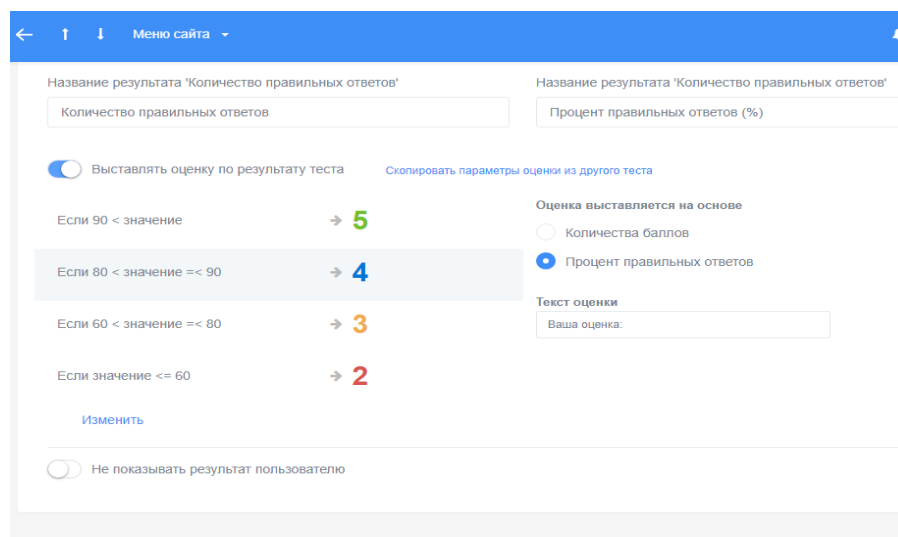 Меню сайта
Название результата 'Количество правильных ответов'
Количество правильных ответов
Название результата 'Количество правильных ответов'
Процент правильных ответов (%)
Выставлять оценку по результату теста
Скопировать параметры оценки из другого теста
Если 90 < значение → 5
Если 80 < значение =< 90 → 4
Если 60 < значение =< 80 → 3
Если значение <= 60 → 2
Изменить
Оценка выставляется на основе
Количества баллов
Процент правильных ответов
Текст оценки
Ваша оценка:
Не показывать результат пользователю